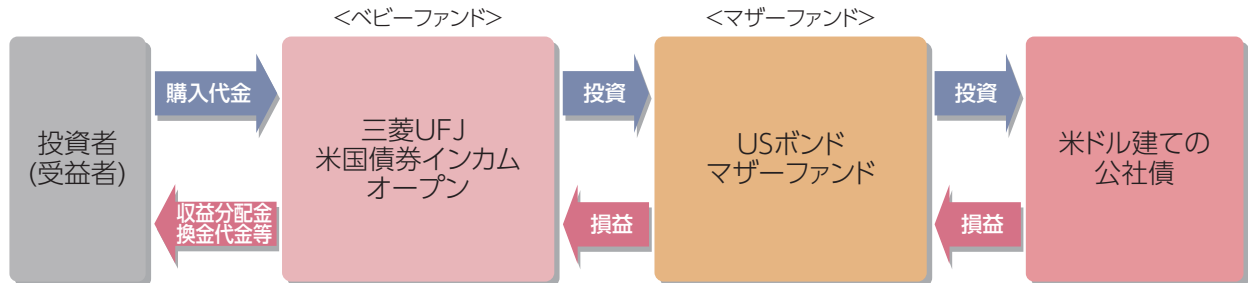 <ベビーファンド>
<マザーファンド>
投資者
(受益者)
購入代金
収益分配金
換金代金等
三菱UFJ
米国債券インカム
オープン
投資
損益
USボンド
マザーファンド
投資
損益
米ドル建ての
公社債